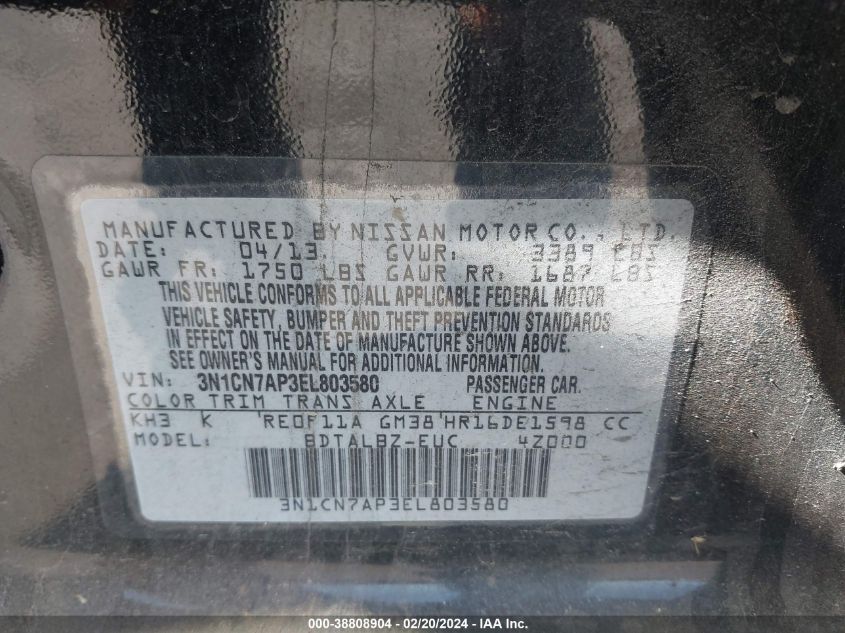 MANUFACTURED BY NISSAN MOTOR CO., LTD.
DATE: 04/13 GVWR: 3389 LBS
GAWR FR: 1750 LBS GAWR RR: 1687 LBS
THIS VEHICLE CONFORMS TO ALL APPLICABLE FEDERAL MOTOR
VEHICLE SAFETY, BUMPER AND THEFT PREVENTION STANDARDS
IN EFFECT ON THE DATE OF MANUFACTURE SHOWN ABOVE.
SEE OWNER'S MANUAL FOR ADDITIONAL INFORMATION.
VIN: 3N1CN7AP3EL803580 PASSENGER CAR.
COLOR TRIM TRANS AXLE ENGINE
KH3 K RE0F11A GM38 HR16DE1598 CC
MODEL: BDTALBZ-EUC 4Z000
3N1CN7AP3EL803580
000-38808904 - 02/20/2024 - IAA Inc.